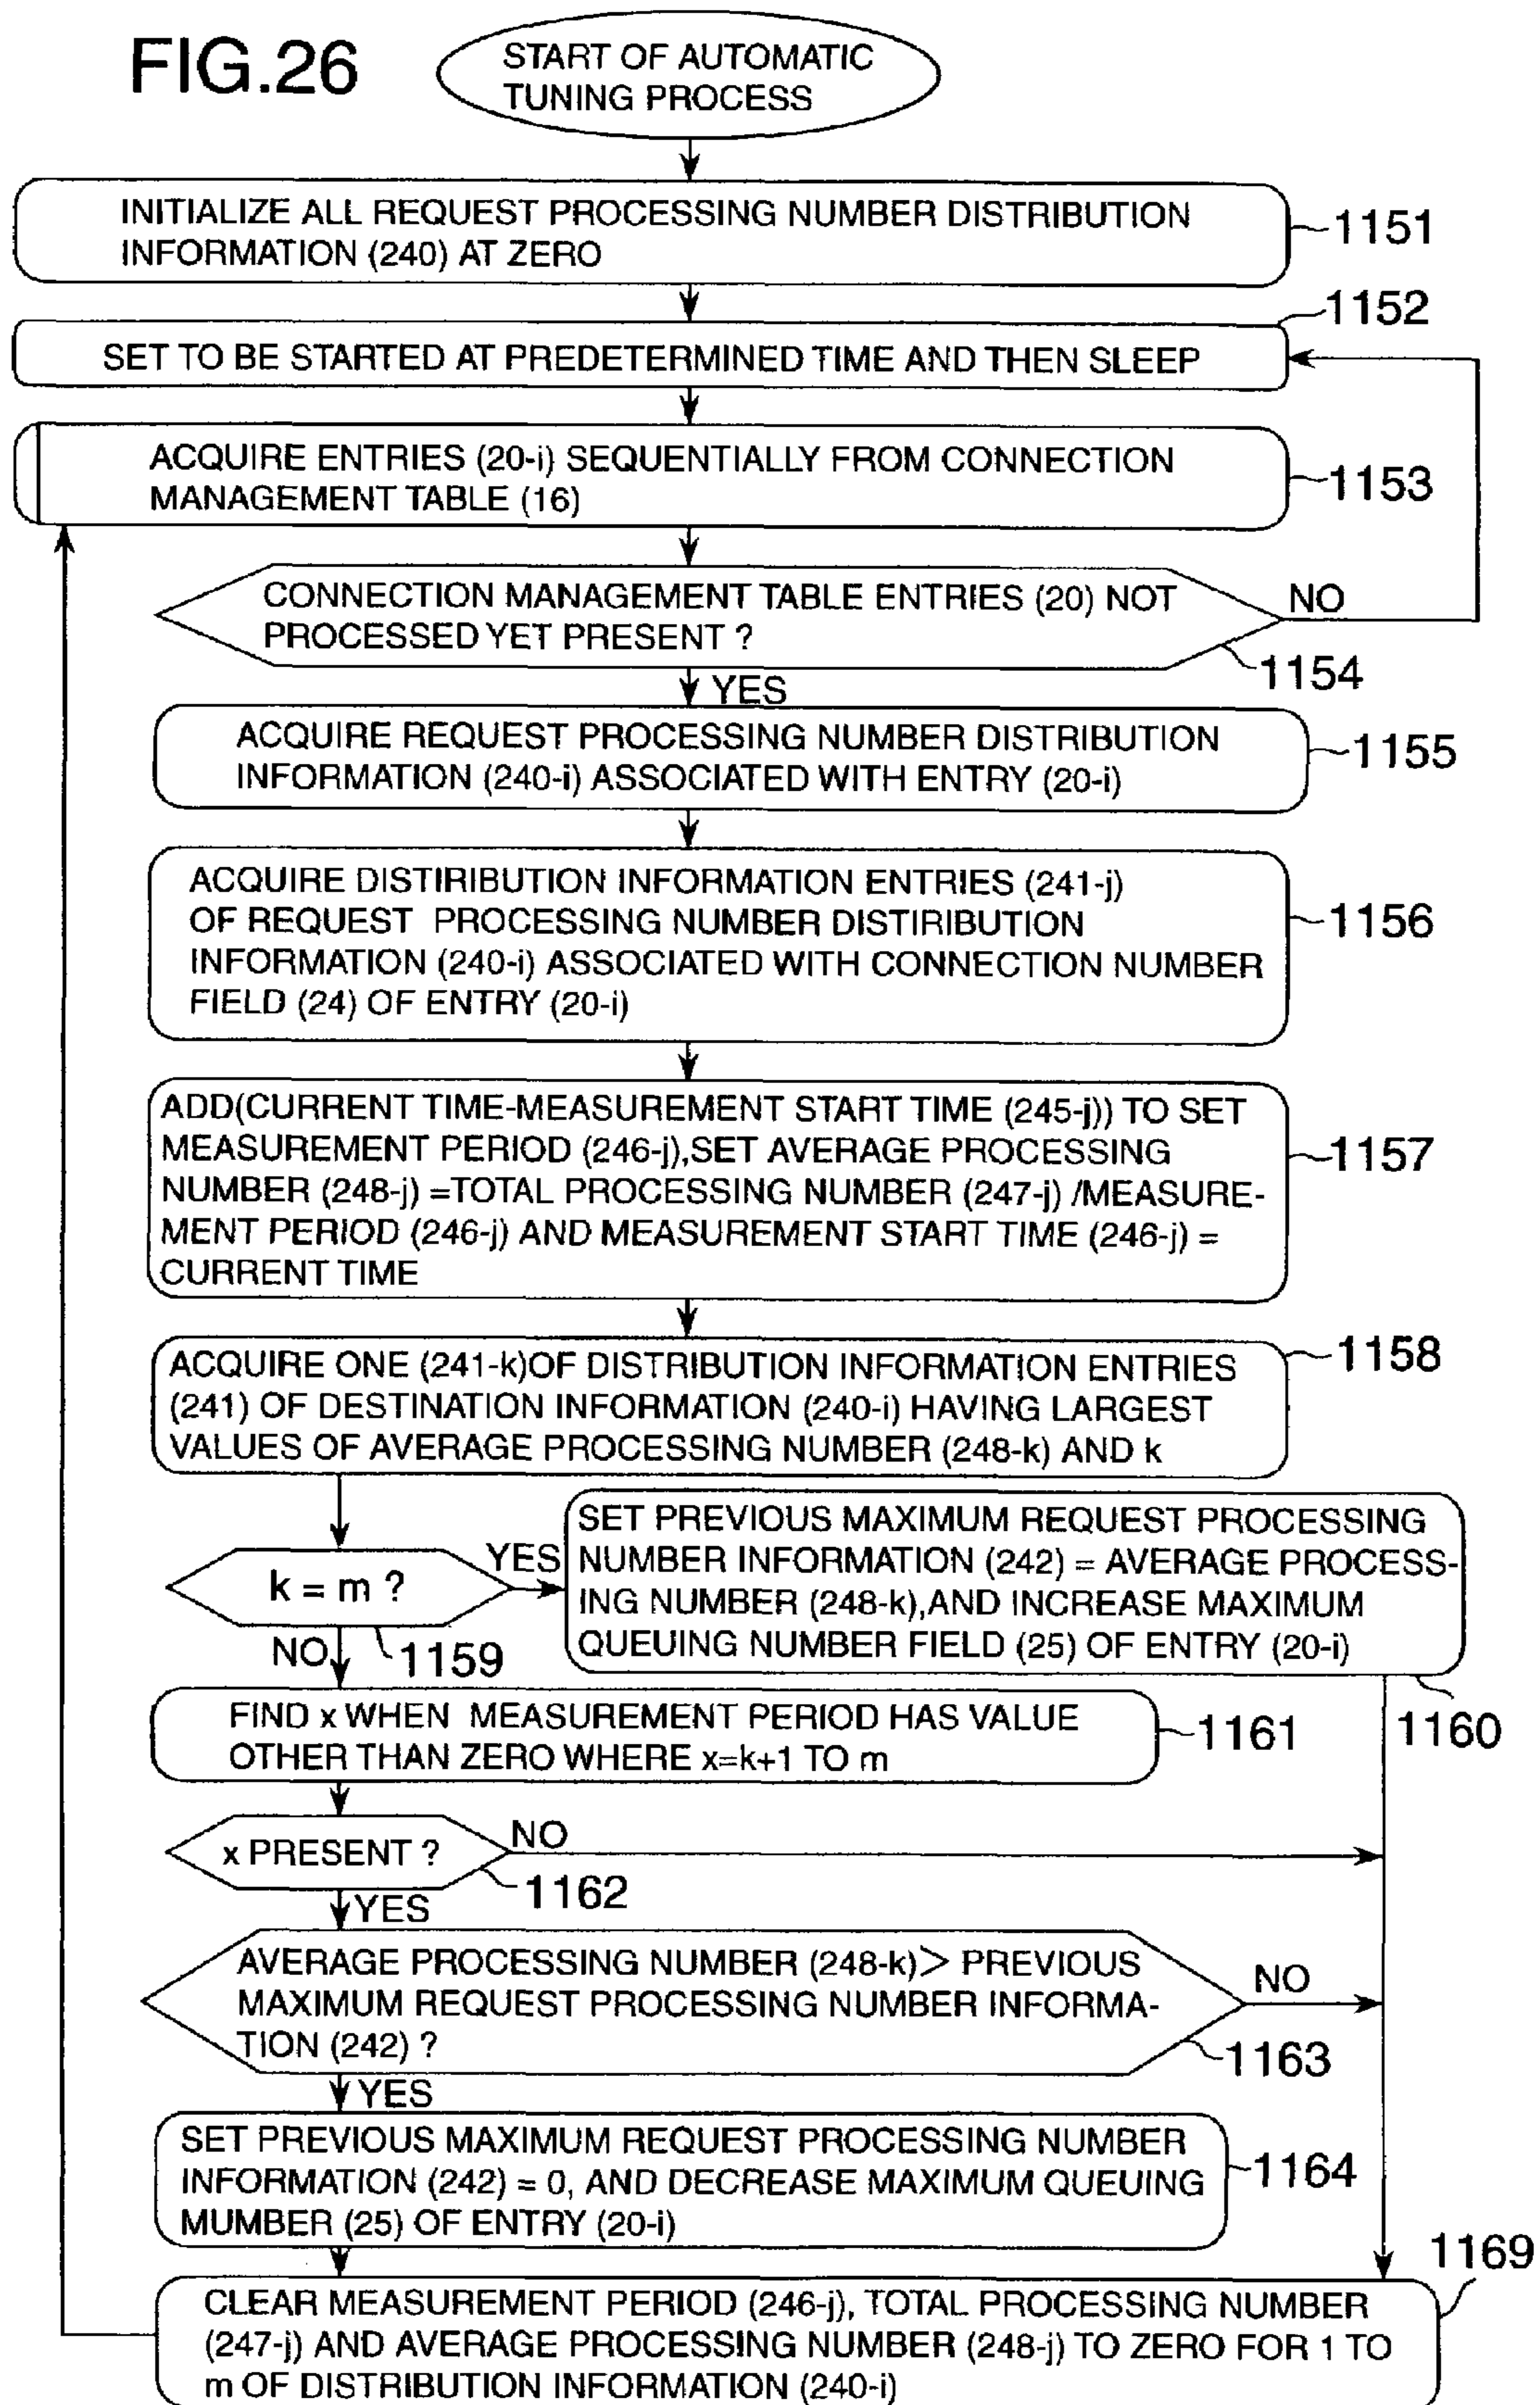 FIG.26
START OF AUTOMATIC
TUNING PROCESS
INITIALIZE ALL REQUEST PROCESSING NUMBER DISTRIBUTION
INFORMATION (240) AT ZERO
1151
1152
SET TO BE STARTED AT PREDETERMINED TIME AND THEN SLEEP
ACQUIRE ENTRIES (20-i) SEQUENTIALLY FROM CONNECTION
MANAGEMENT TABLE (16)
1153
CONNECTION MANAGEMENT TABLE ENTRIES (20) NOT
PROCESSED YET PRESENT ?
NO
1154
YES
ACQUIRE REQUEST PROCESSING NUMBER DISTRIBUTION
INFORMATION (240-i) ASSOCIATED WITH ENTRY (20-i)
1155
ACQUIRE DISTIRIBUTION INFORMATION ENTRIES (241-j)
OF REQUEST PROCESSING NUMBER DISTIRIBUTION
INFORMATION (240-i) ASSOCIATED WITH CONNECTION NUMBER
FIELD (24) OF ENTRY (20-i)
1156
ADD(CURRENT TIME-MEASUREMENT START TIME (245-j)) TO SET
MEASUREMENT PERIOD (246-j),SET AVERAGE PROCESSING
NUMBER (248-j) =TOTAL PROCESSING NUMBER (247-j) /MEASURE-
MENT PERIOD (246-j) AND MEASUREMENT START TIME (246-j) =
CURRENT TIME
1157
ACQUIRE ONE (241-k)OF DISTRIBUTION INFORMATION ENTRIES
(241) OF DESTINATION INFORMATION (240-i) HAVING LARGEST
VALUES OF AVERAGE PROCESSING NUMBER (248-k) AND k
1158
k = m ?
YES
NO
1159
SET PREVIOUS MAXIMUM REQUEST PROCESSING
NUMBER INFORMATION (242) = AVERAGE PROCESS-
ING NUMBER (248-k),AND INCREASE MAXIMUM
QUEUING NUMBER FIELD (25) OF ENTRY (20-i)
1160
FIND x WHEN MEASUREMENT PERIOD HAS VALUE
OTHER THAN ZERO WHERE x=k+1 TO m
1161
x PRESENT ?
NO
1162
YES
AVERAGE PROCESSING NUMBER (248-k)> PREVIOUS
MAXIMUM REQUEST PROCESSING NUMBER INFORMA-
TION (242) ?
NO
1163
YES
SET PREVIOUS MAXIMUM REQUEST PROCESSING NUMBER
INFORMATION (242) = 0, AND DECREASE MAXIMUM QUEUING
MUMBER (25) OF ENTRY (20-i)
1164
1169
CLEAR MEASUREMENT PERIOD (246-j), TOTAL PROCESSING NUMBER
(247-j) AND AVERAGE PROCESSING NUMBER (248-j) TO ZERO FOR 1 TO
m OF DISTRIBUTION INFORMATION (240-i)